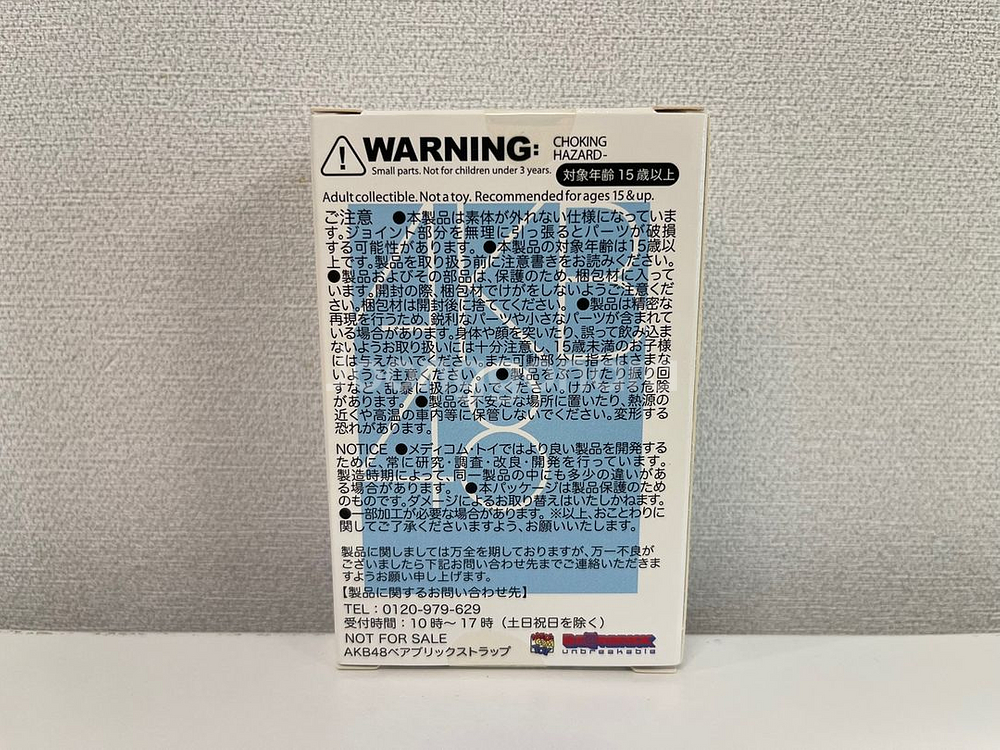 WARNING:
CHOKING
HAZARD-
Small parts. Not for children under 3 years.
対象年齢 15 歳以上
Adult collectible. Not a toy. Recommended for ages 15 & up.
AKB
48
ご注意 ●本製品は素体が外れない仕様になっていま
す。ジョイント部分を無理に引っ張るとパーツが破損
する可能性があります。●本製品の対象年齢は15歳以
上です。製品を取り扱う前に注意書きをお読みください。
●製品およびその部品は、保護のため、梱包材に入って
います。開封の際、梱包材でけがをしないようご注意くだ
さい。梱包材は開封後に捨ててください。 ●製品は精密な
再現を行うため、鋭利なパーツや小さなパーツが含まれて
いる場合があります。身体や顔を突いたり、誤って飲み込ま
ないようお取り扱いには十分注意し、15歳未満のお子様
には与えないでください。また可動部分に指をはさまな
いようご注意ください。 ●製品をぶつけたり振り回
すなど、乱暴に扱わないでください。けがをする危険
があります。 ●製品を不安定な場所に置いたり、熱源の
近くや高温の車内等に保管しないでください。変形する
恐れがあります。
NOTICE ●メディコム・トイではより良い製品を開発する
ために、常に研究・調査・改良・開発を行っています。
製造時期によって、同一製品の中にも多少の違いがあ
る場合があります。 ●本パッケージは製品保護のため
のものです。ダメージによるお取り替えはいたしかねます。
●一部加工が必要な場合があります。※以上、おことわりに
関してご了承くださいますよう、お願いいたします。
製品に関しましては万全を期しておりますが、万一不良が
ございましたら下記お問い合わせ先までご連絡いただきま
すようお願い申し上げます。
【製品に関するお問い合わせ先】
TEL：0120-979-629
受付時間：10 時〜 17 時（土日祝日を除く）
NOT FOR SALE
AKB48ベアブリックストラップ
BE@RBRICK
unbreakable